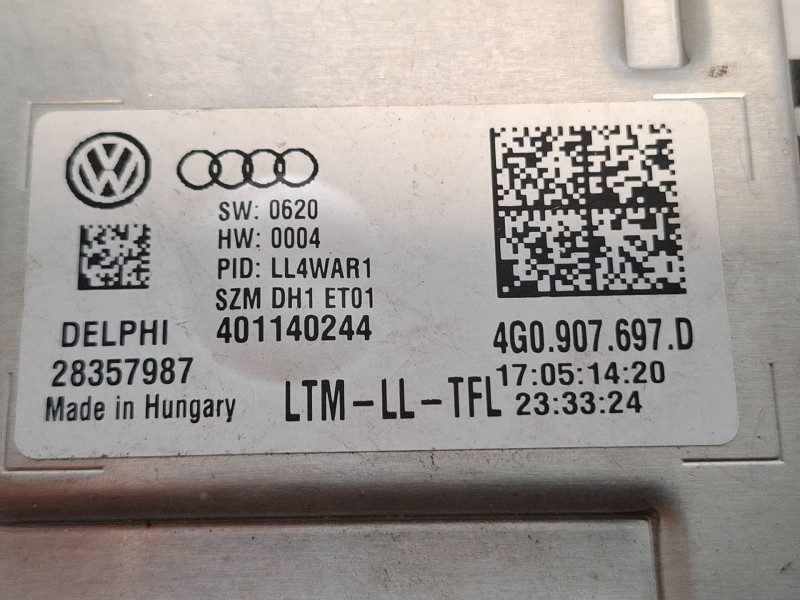 SW: 0620
HW: 0004
PID: LL4WAR1
SZM DH1 ET01
401140244
DELPHI
28357987
Made in Hungary
LTM-LL-TFL
4G0.907.697.D
17:05:14:20
23:33:24